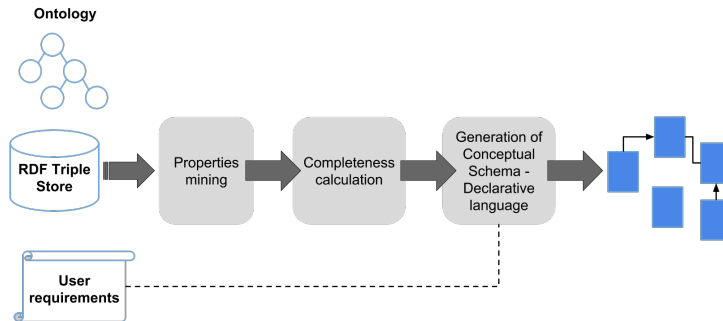 Ontology
RDF Triple
Store
Properties
mining
Completeness
calculation
Generation of
Conceptual
Schema -
Declarative
language
User
requirements